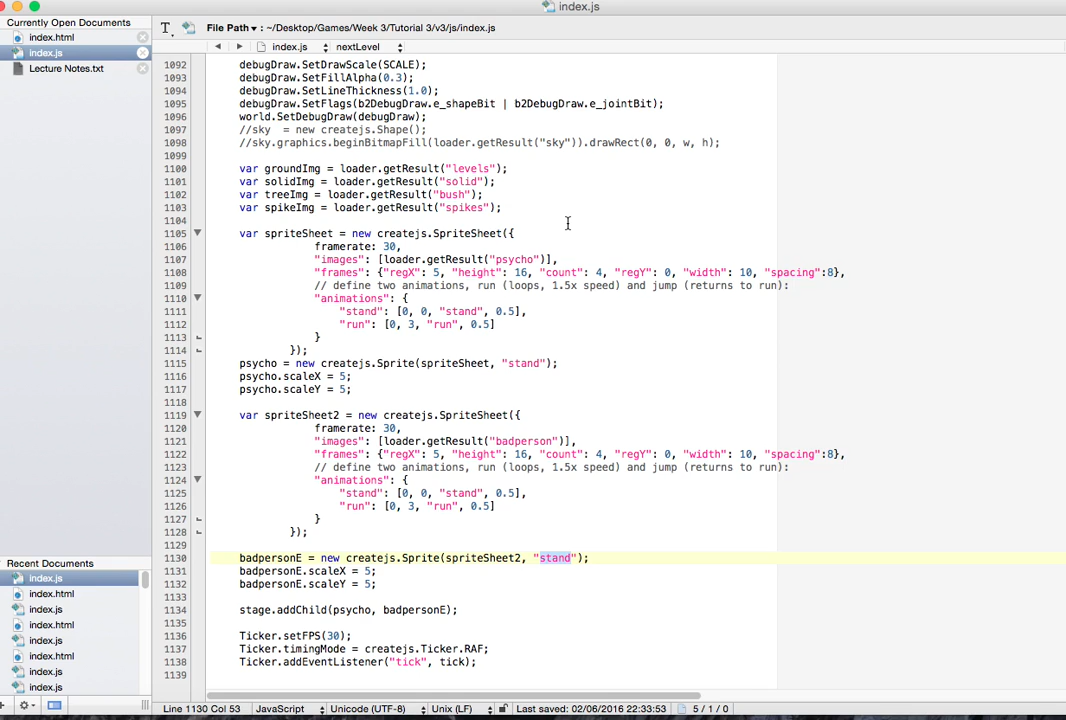 index.js
Currently Open Documents
index.html
index.js
Lecture Notes.txt
File Path ▾ : ~/Desktop/Games/Week 3/Tutorial 3/v3/js/index.js
index.js nextLevel
1092 debugDraw.SetDrawScale(SCALE);
1093 debugDraw.SetFillAlpha(0.3);
1094 debugDraw.SetLineThickness(1.0);
1095 debugDraw.SetFlags(b2DebugDraw.e_shapeBit | b2DebugDraw.e_jointBit);
1096 world.SetDebugDraw(debugDraw);
1097 //sky = new createjs.Shape();
1098 //sky.graphics.beginBitmapFill(loader.getResult("sky")).drawRect(0, 0, w, h);
1099
1100 var groundImg = loader.getResult("levels");
1101 var solidImg = loader.getResult("solid");
1102 var treeImg = loader.getResult("bush");
1103 var spikeImg = loader.getResult("spikes");
1104
1105 var spriteSheet = new createjs.SpriteSheet({
1106 framerate: 30,
1107 "images": [loader.getResult("psycho")],
1108 "frames": {"regX": 5, "height": 16, "count": 4, "regY": 0, "width": 10, "spacing":8},
1109 // define two animations, run (loops, 1.5x speed) and jump (returns to run):
1110 "animations": {
1111 "stand": [0, 0, "stand", 0.5],
1112 "run": [0, 3, "run", 0.5]
1113 }
1114 });
1115 psycho = new createjs.Sprite(spriteSheet, "stand");
1116 psycho.scaleX = 5;
1117 psycho.scaleY = 5;
1118
1119 var spriteSheet2 = new createjs.SpriteSheet({
1120 framerate: 30,
1121 "images": [loader.getResult("badperson")],
1122 "frames": {"regX": 5, "height": 16, "count": 4, "regY": 0, "width": 10, "spacing":8},
1123 // define two animations, run (loops, 1.5x speed) and jump (returns to run):
1124 "animations": {
1125 "stand": [0, 0, "stand", 0.5],
1126 "run": [0, 3, "run", 0.5]
1127 }
1128 });
1129
1130 badpersonE = new createjs.Sprite(spriteSheet2, "stand");
1131 badpersonE.scaleX = 5;
1132 badpersonE.scaleY = 5;
1133
1134 stage.addChild(psycho, badpersonE);
1135
1136 Ticker.setFPS(30);
1137 Ticker.timingMode = createjs.Ticker.RAF;
1138 Ticker.addEventListener("tick", tick);
1139
Recent Documents
index.js
index.html
index.js
index.html
index.js
index.html
index.js
index.js
Line 1130 Col 53 JavaScript Unicode (UTF-8) Unix (LF) Last saved: 02/06/2016 22:33:53 5 / 1 / 0